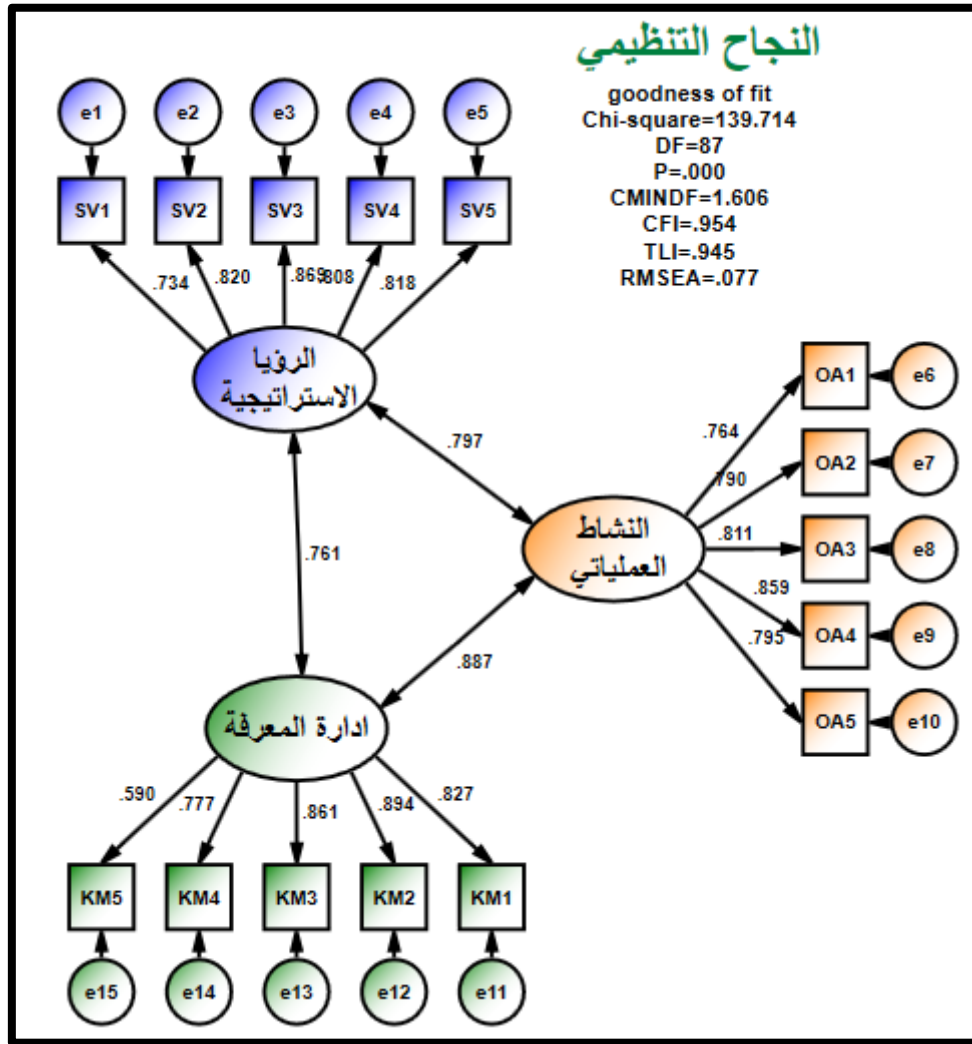 النجاح التنظيمي
goodness of fit
Chi-square=139.714
DF=87
P=.000
CMINDF=1.606
CFI=.954
TLI=.945
RMSEA=.077
e1 e2 e3 e4 e5
SV1 SV2 SV3 SV4 SV5
.734 .820 .869 .808 .818
الرؤيا
الاستراتيجية
.797
.761
.887
النشاط
العملياتي
.764
.790
.811
.859
.795
OA1 e6
OA2 e7
OA3 e8
OA4 e9
OA5 e10
ادارة المعرفة
.590 .777 .861 .894 .827
KM5 KM4 KM3 KM2 KM1
e15 e14 e13 e12 e11